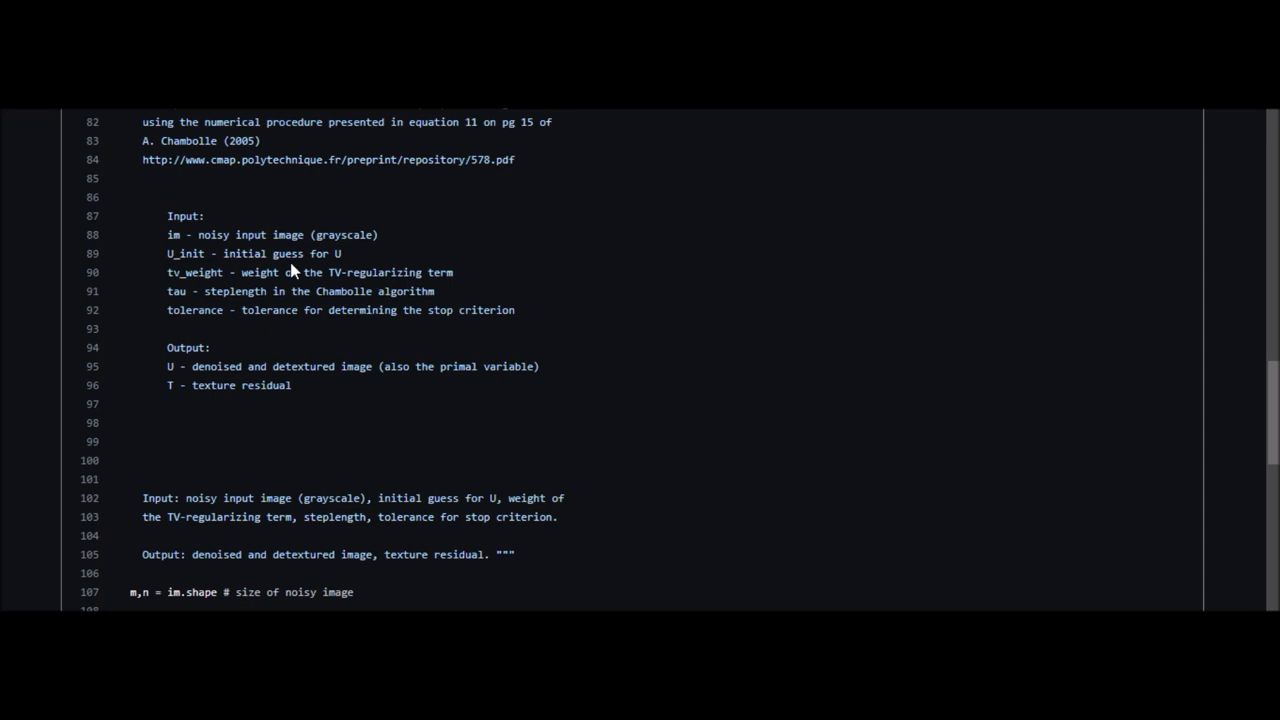 82 using the numerical procedure presented in equation 11 on pg 15 of
83 A. Chambolle (2005)
84 http://www.cmap.polytechnique.fr/preprint/repository/578.pdf
85
86
87 Input:
88 im - noisy input image (grayscale)
89 U_init - initial guess for U
90 tv_weight - weight of the TV-regularizing term
91 tau - steplength in the Chambolle algorithm
92 tolerance - tolerance for determining the stop criterion
93
94 Output:
95 U - denoised and detextured image (also the primal variable)
96 T - texture residual
97
98
99
100
101
102 Input: noisy input image (grayscale), initial guess for U, weight of
103 the TV-regularizing term, steplength, tolerance for stop criterion.
104
105 Output: denoised and detextured image, texture residual. """
106
107 m,n = im.shape # size of noisy image
108